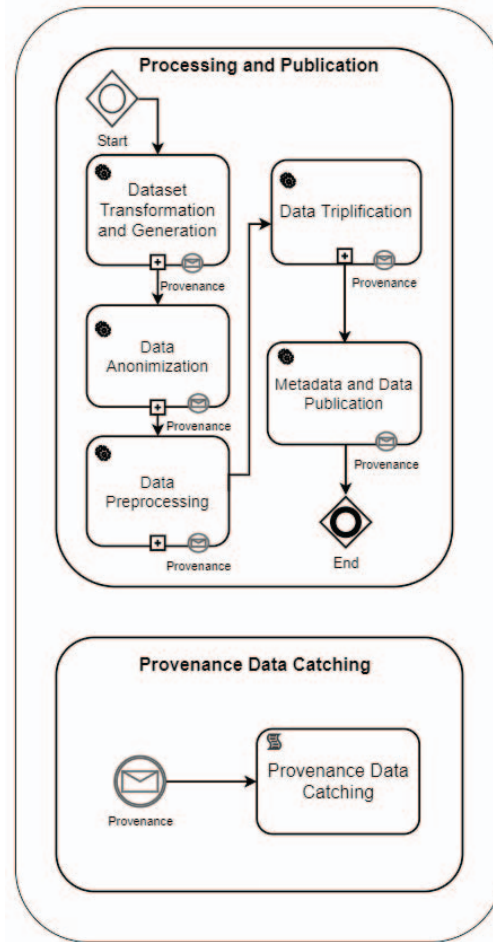 Processing and Publication
Start
Dataset
Transformation
and Generation
Provenance
Data
Anonimization
Provenance
Data
Preprocessing
Provenance
Data Triplification
Provenance
Metadata and Data
Publication
Provenance
End
Provenance Data Catching
Provenance
Provenance Data
Catching